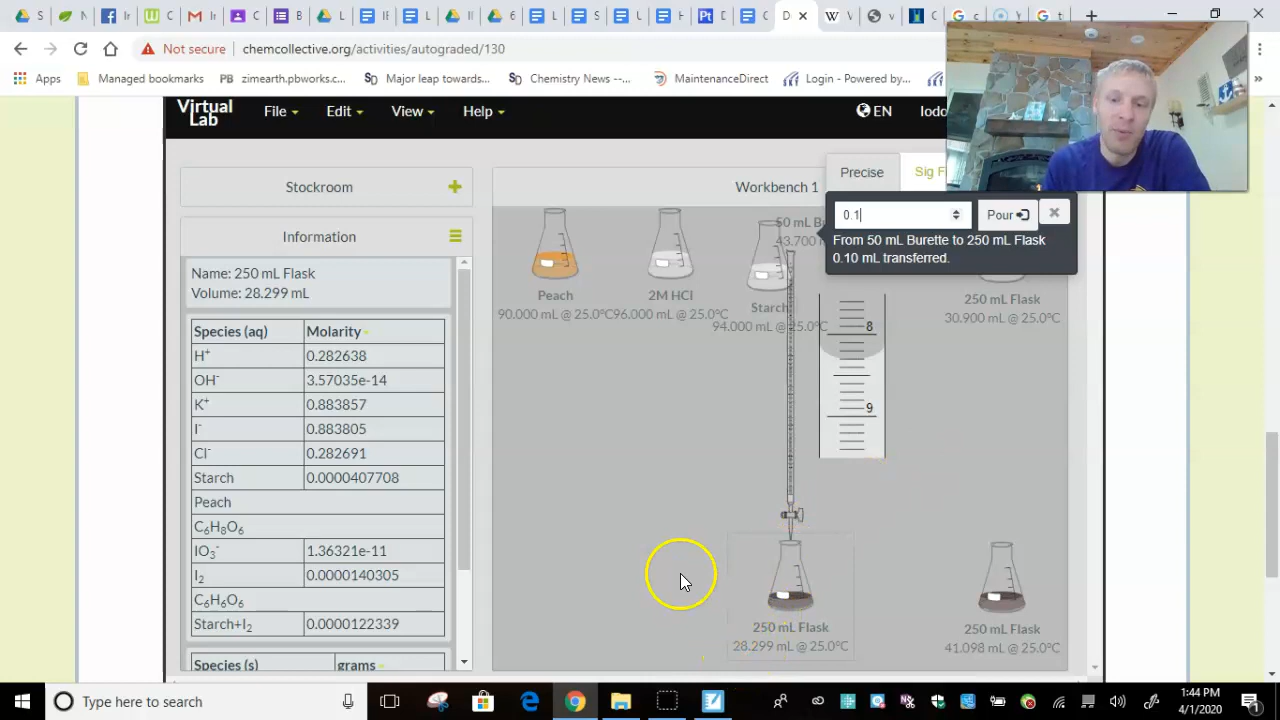 Not secure
chemcollective.org/activities/autograded/130
Apps
Managed bookmarks
PB zimearth.pbworks.c...
SD Major leap towards...
SD Chemistry News -...
MaintenanceDirect
Login - Powered by...
Virtual
Lab
File
Edit
View
Help
EN
Iodo
Stockroom
Workbench 1
Precise
Sig F
Information
0.1
Pour
From 50 mL Burette to 250 mL Flask
0.10 mL transferred.
50 mL Bu
43.700 m
Peach
90.000 mL @ 25.0°C
2M HCl
96.000 mL @ 25.0°C
Starch
94.000 mL @ 25.0°C
250 mL Flask
30.900 mL @ 25.0°C
8
9
Name: 250 mL Flask
Volume: 28.299 mL
Species (aq) Molarity
H+ 0.282638
OH- 3.57035e-14
K+ 0.883857
I- 0.883805
Cl- 0.282691
Starch 0.0000407708
Peach
C6H8O6
IO3- 1.36321e-11
I2 0.0000140305
C6H6O6
Starch+I2 0.0000122339
Species (s) grams
250 mL Flask
28.299 mL @ 25.0°C
250 mL Flask
41.098 mL @ 25.0°C
Type here to search
1:44 PM
4/1/2020